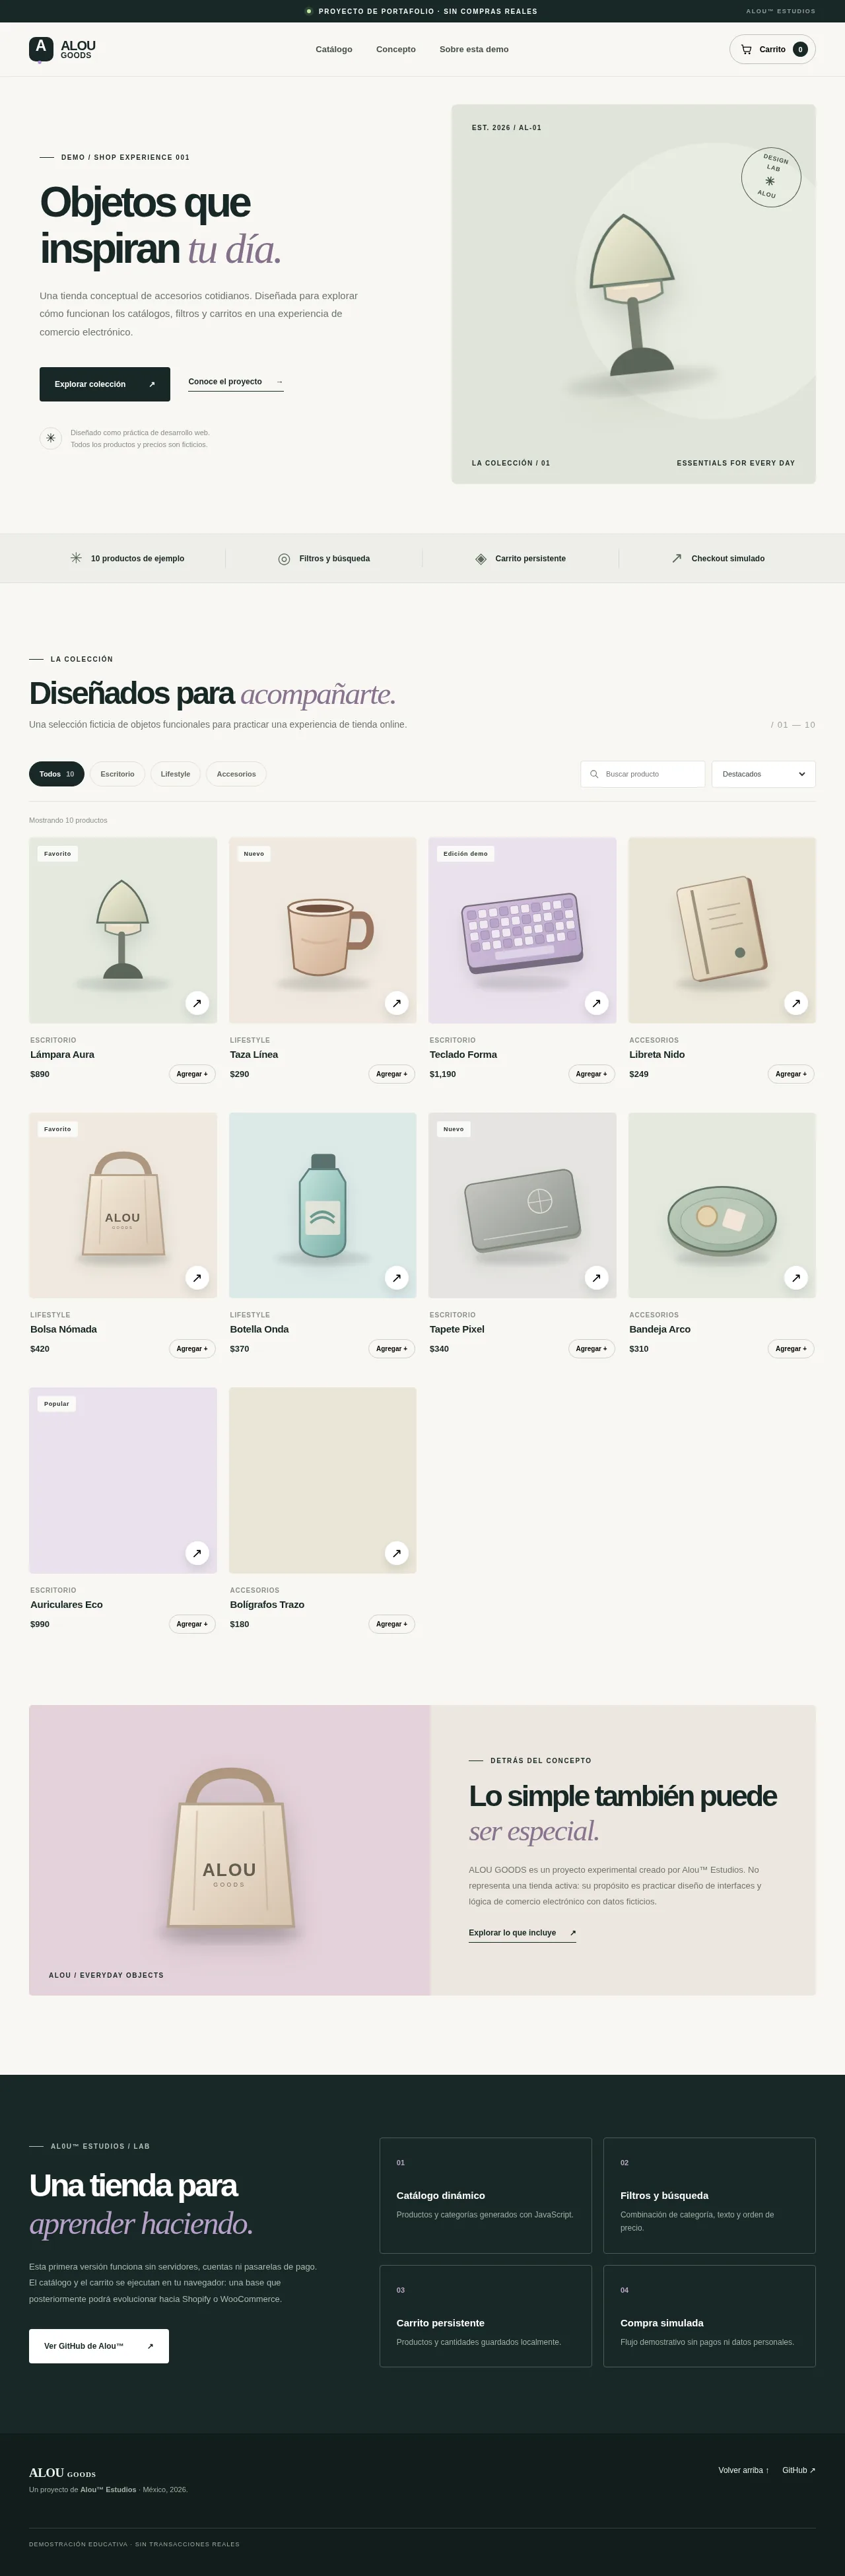 PROYECTO DE PORTAFOLIO · SIN COMPRAS REALES
ALOU™ ESTUDIOS
A
ALOU
GOODS
Catálogo
Concepto
Sobre esta demo
Carrito 0
DEMO / SHOP EXPERIENCE 001
Objetos que
inspiran tu día.
Una tienda conceptual de accesorios cotidianos. Diseñada para explorar
cómo funcionan los catálogos, filtros y carritos en una experiencia de
comercio electrónico.
Explorar colección ↗
Conoce el proyecto →
Diseñado como práctica de desarrollo web.
Todos los productos y precios son ficticios.
EST. 2026 / AL-01
DESIGN
LAB
ALOU
LA COLECCIÓN / 01
ESSENTIALS FOR EVERY DAY
10 productos de ejemplo
Filtros y búsqueda
Carrito persistente
Checkout simulado
LA COLECCIÓN
Diseñados para acompañarte.
Una selección ficticia de objetos funcionales para practicar una experiencia de tienda online.
/ 01 — 10
Todos 10
Escritorio
Lifestyle
Accesorios
Buscar producto
Destacados
Mostrando 10 productos
Favorito
ESCRITORIO
Lámpara Aura
$890
Agregar +
Nuevo
LIFESTYLE
Taza Línea
$290
Agregar +
Edición demo
ESCRITORIO
Teclado Forma
$1,190
Agregar +
ACCESORIOS
Libreta Nido
$249
Agregar +
Favorito
ALOU
GOODS
LIFESTYLE
Bolsa Nómada
$420
Agregar +
LIFESTYLE
Botella Onda
$370
Agregar +
Nuevo
ESCRITORIO
Tapete Pixel
$340
Agregar +
ACCESORIOS
Bandeja Arco
$310
Agregar +
Popular
ESCRITORIO
Auriculares Eco
$990
Agregar +
ACCESORIOS
Bolígrafos Trazo
$180
Agregar +
ALOU
GOODS
ALOU / EVERYDAY OBJECTS
DETRÁS DEL CONCEPTO
Lo simple también puede
ser especial.
ALOU GOODS es un proyecto experimental creado por Alou™ Estudios. No
representa una tienda activa: su propósito es practicar diseño de interfaces y
lógica de comercio electrónico con datos ficticios.
Explorar lo que incluye ↗
AL0U™ ESTUDIOS / LAB
Una tienda para
aprender haciendo.
Esta primera versión funciona sin servidores, cuentas ni pasarelas de pago.
El catálogo y el carrito se ejecutan en tu navegador: una base que
posteriormente podrá evolucionar hacia Shopify o WooCommerce.
Ver GitHub de Alou™ ↗
01
Catálogo dinámico
Productos y categorías generados con JavaScript.
02
Filtros y búsqueda
Combinación de categoría, texto y orden de
precio.
03
Carrito persistente
Productos y cantidades guardados localmente.
04
Compra simulada
Flujo demostrativo sin pagos ni datos personales.
ALOU GOODS
Un proyecto de Alou™ Estudios · México, 2026.
Volver arriba ↑
GitHub ↗
DEMOSTRACIÓN EDUCATIVA · SIN TRANSACCIONES REALES